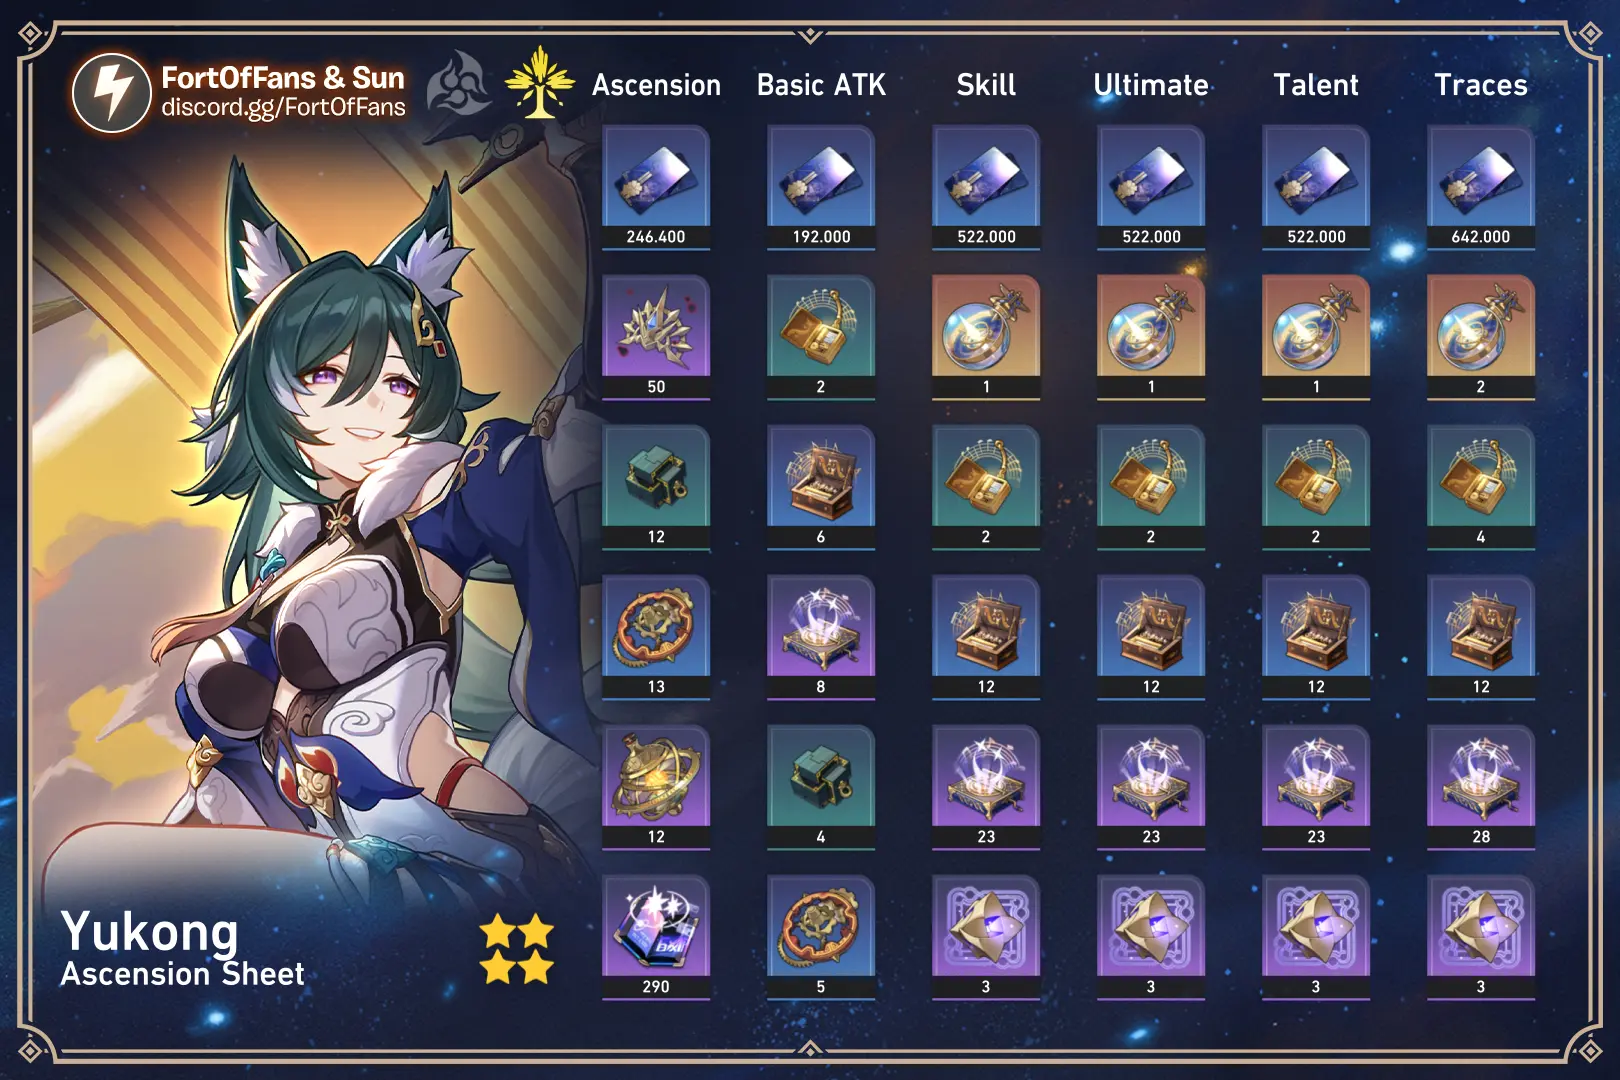 FortOfFans & Sun
discord.gg/FortOfFans
Ascension Basic ATK Skill Ultimate Talent Traces
246.400 192.000 522.000 522.000 522.000 642.000
50 2 1 1 1 2
12 6 2 2 2 4
13 8 12 12 12 12
12 4 23 23 23 28
290 5 3 3 3 3
Yukong
Ascension Sheet